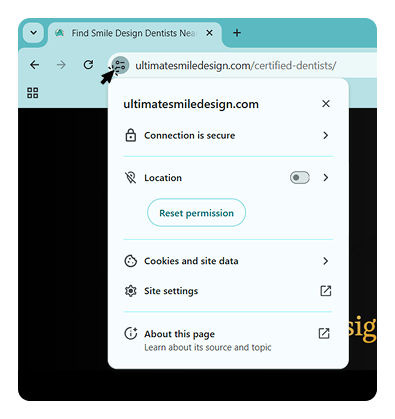 Find Smile Design Dentists Nea
ultimatesmiledesign.com/certified-dentists/
ultimatesmiledesign.com
Connection is secure
Location
Reset permission
Cookies and site data
Site settings
sig
About this page
Learn about its source and topic